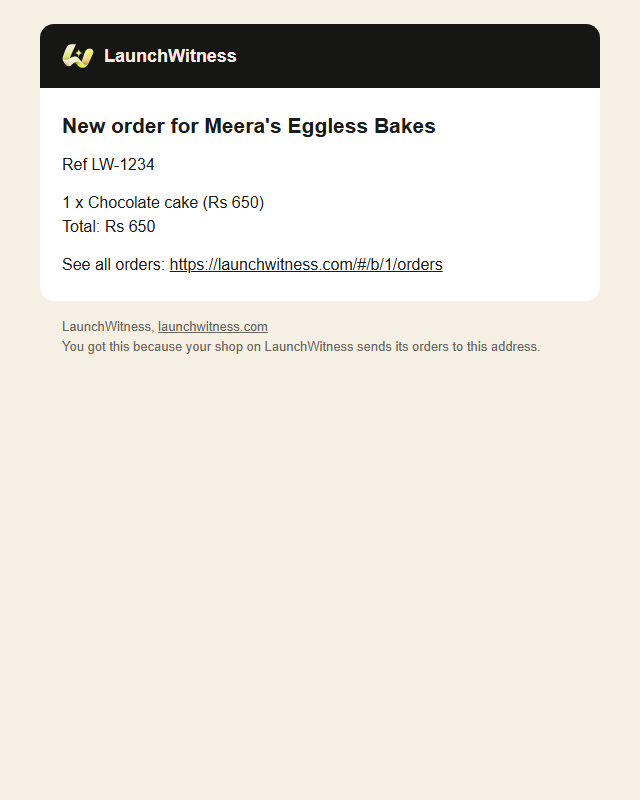 LaunchWitness
New order for Meera's Eggless Bakes
Ref LW-1234
1 x Chocolate cake (Rs 650)
Total: Rs 650
See all orders: https://launchwitness.com/#/b/1/orders
LaunchWitness, launchwitness.com
You got this because your shop on LaunchWitness sends its orders to this address.